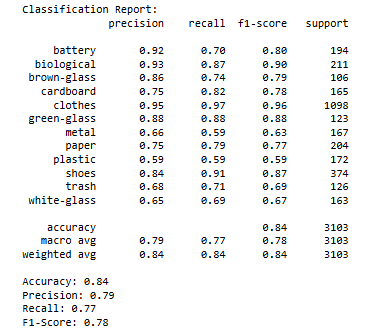 Classification Report:
precision recall f1-score support
battery 0.92 0.70 0.80 194
biological 0.93 0.87 0.90 211
brown-glass 0.86 0.74 0.79 106
cardboard 0.75 0.82 0.78 165
clothes 0.95 0.97 0.96 1098
green-glass 0.88 0.88 0.88 123
metal 0.66 0.59 0.63 167
paper 0.75 0.79 0.77 204
plastic 0.59 0.59 0.59 172
shoes 0.84 0.91 0.87 374
trash 0.68 0.71 0.69 126
white-glass 0.65 0.69 0.67 163
accuracy 0.84 3103
macro avg 0.79 0.77 0.78 3103
weighted avg 0.84 0.84 0.84 3103
Accuracy: 0.84
Precision: 0.79
Recall: 0.77
F1-Score: 0.78